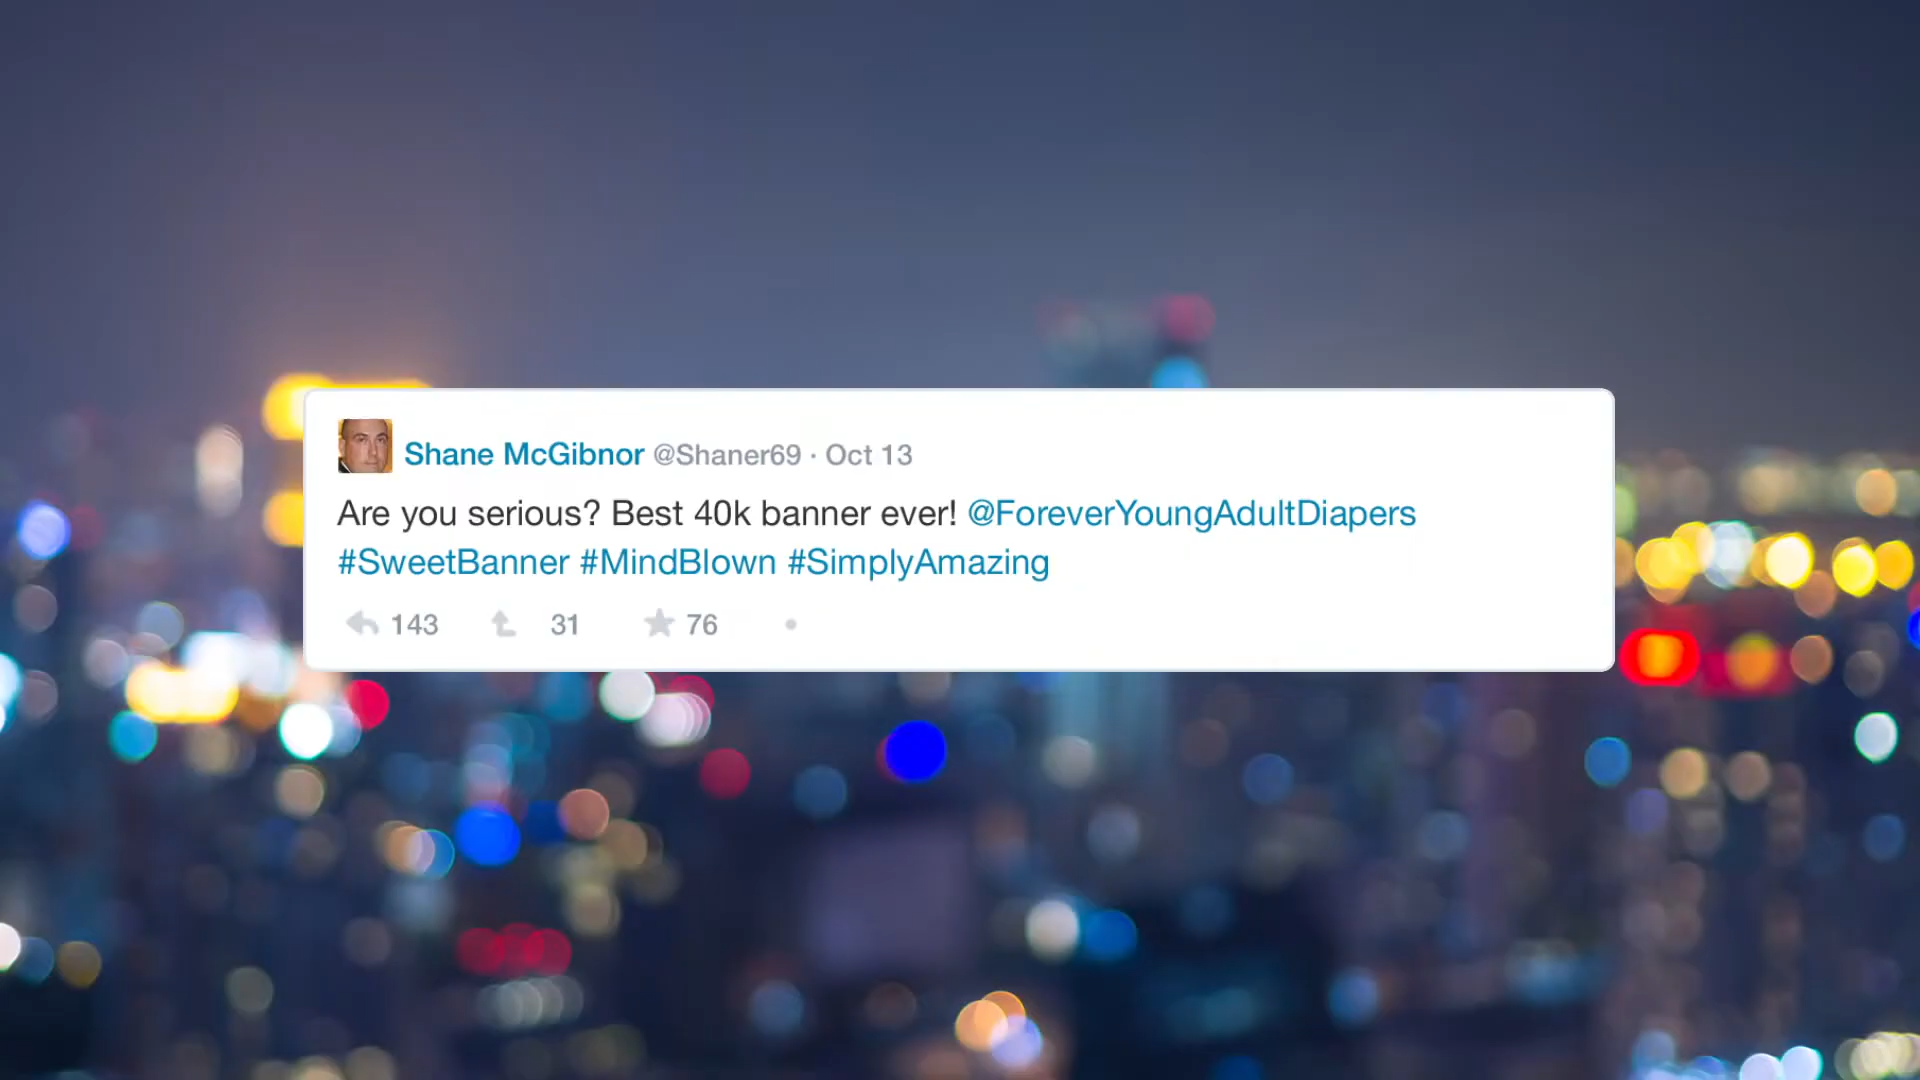 Shane McGibnor @Shaner69 · Oct 13
Are you serious? Best 40k banner ever! @ForeverYoungAdultDiapers
#SweetBanner #MindBlown #SimplyAmazing
143 31 76